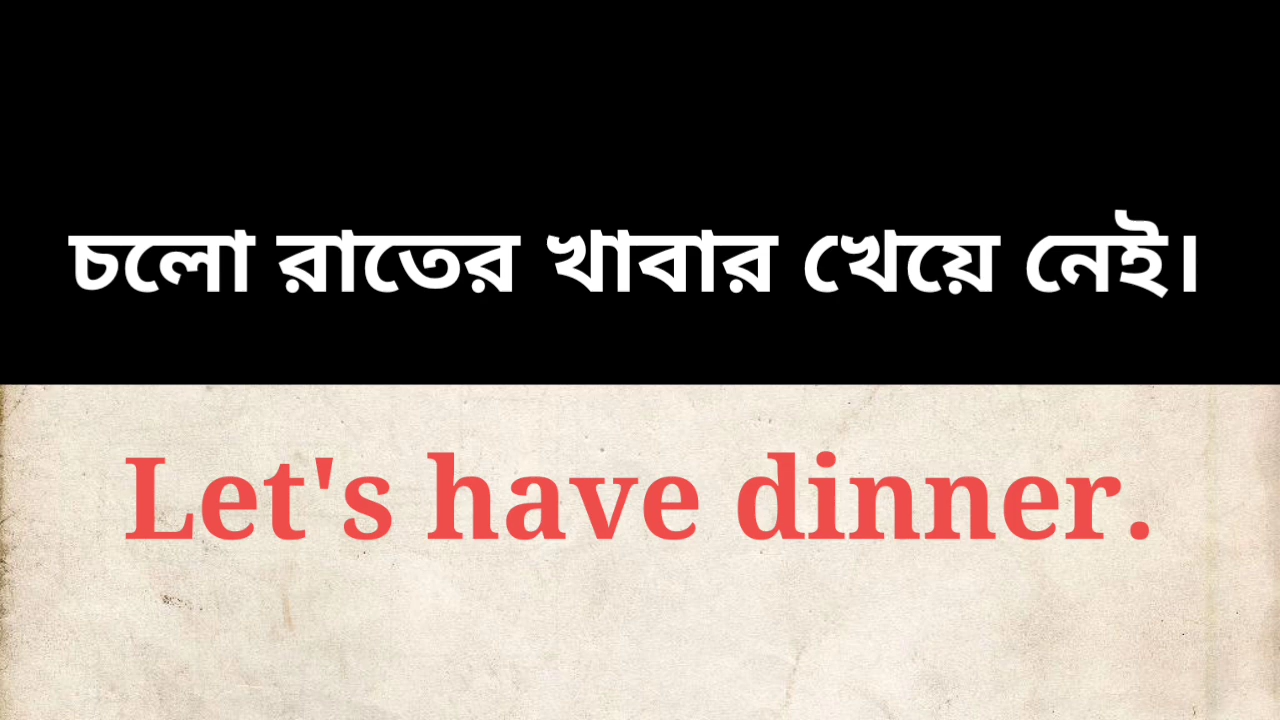 চলো রাতের খাবার খেয়ে নেই।
Let's have dinner.